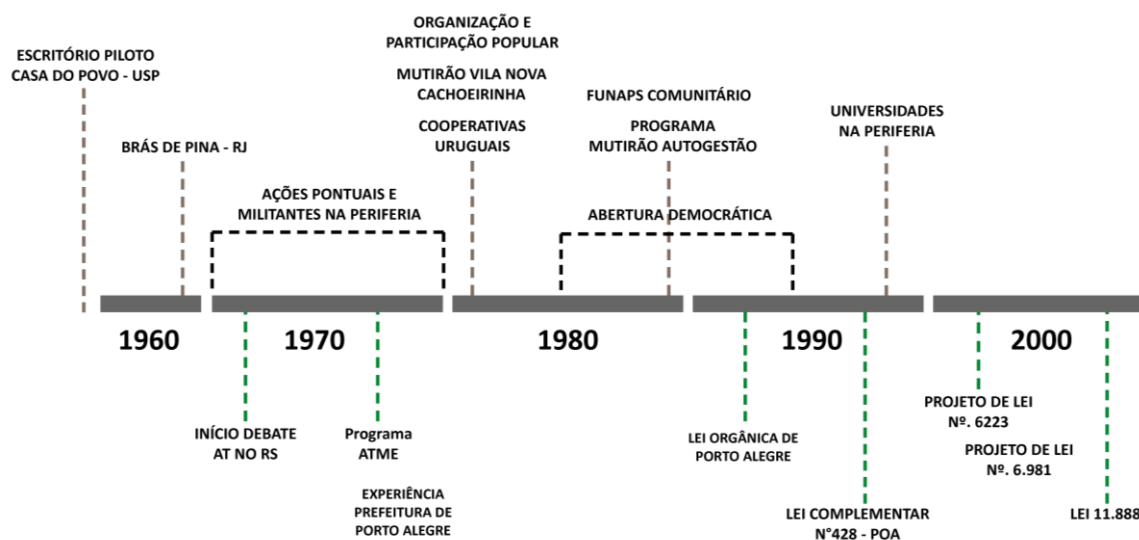 ESCRITÓRIO PILOTO
CASA DO POVO - USP
BRÁS DE PINA - RJ
AÇÕES PONTUAIS E
MILITANTES NA PERIFERIA
ORGANIZAÇÃO E
PARTICIPAÇÃO POPULAR
MUTIRÃO VILA NOVA
CACHOEIRINHA
COOPERATIVAS
URUGUAIS
FUNAPS COMUNITÁRIO
PROGRAMA
MUTIRÃO AUTOGESTÃO
ABERTURA DEMOCRÁTICA
UNIVERSIDADES
NA PERIFERIA
1960
1970
1980
1990
2000
INÍCIO DEBATE
AT NO RS
Programa
ATME
EXPERIÊNCIA
PREFEITURA DE
PORTO ALEGRE
LEI ORGÂNICA DE
PORTO ALEGRE
LEI COMPLEMENTAR
N°428 - POA
PROJETO DE LEI
Nº. 6223
PROJETO DE LEI
Nº. 6.981
LEI 11.888